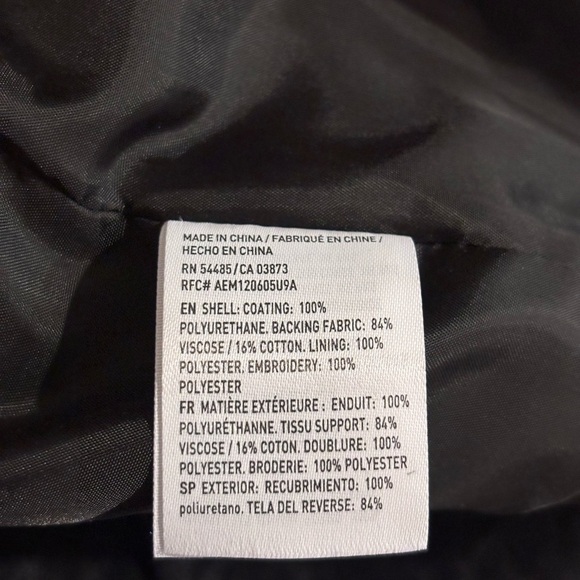 MADE IN CHINA / FABRIQUÉ EN CHINE /
HECHO EN CHINA
RN 54485 / CA 03873
RFC# AEM120605U9A
EN SHELL: COATING: 100%
POLYURETHANE. BACKING FABRIC: 84%
VISCOSE / 16% COTTON. LINING: 100%
POLYESTER. EMBROIDERY: 100%
POLYESTER
FR MATIÈRE EXTÉRIEURE : ENDUIT: 100%
POLYURÉTHANNE. TISSU SUPPORT: 84%
VISCOSE / 16% COTON. DOUBLURE: 100%
POLYESTER. BRODERIE: 100% POLYESTER
SP EXTERIOR: RECUBRIMIENTO: 100%
poliuretano. TELA DEL REVERSE: 84%